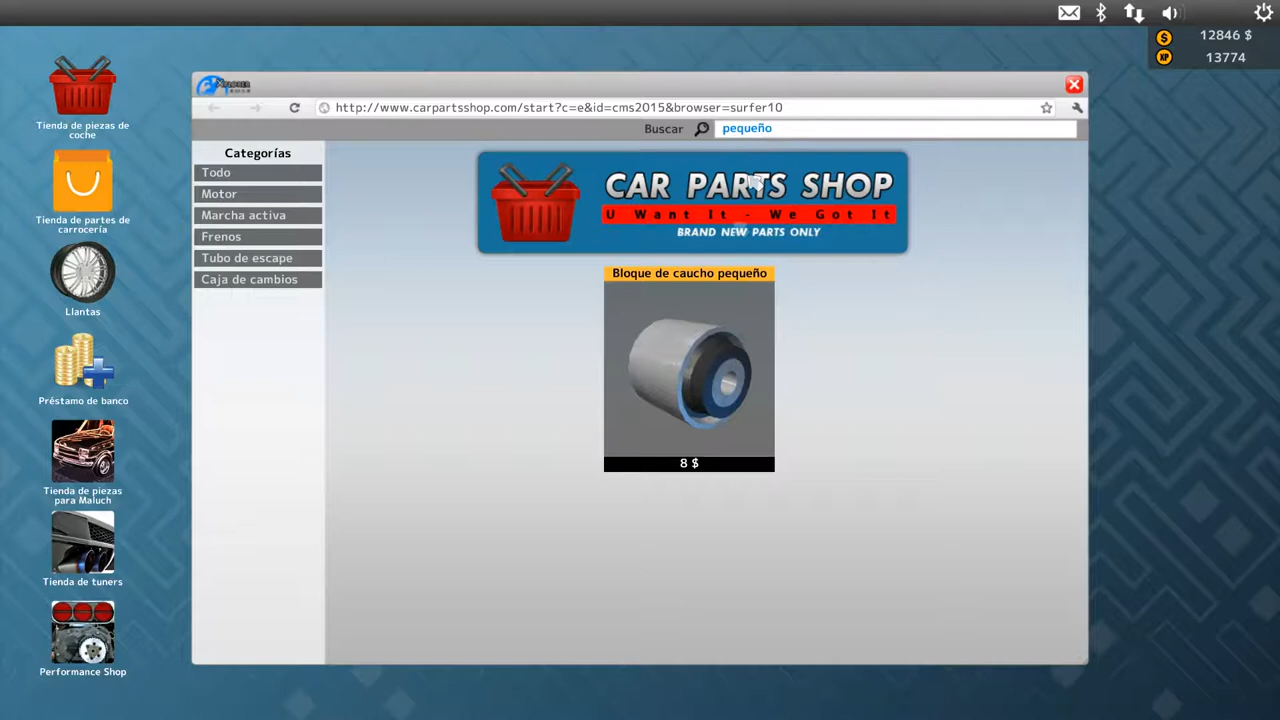 12846 $
13774
Tienda de piezas de
coche
Tienda de partes de
carrocería
Llantas
Préstamo de banco
Tienda de piezas
para Maluch
Tienda de tuners
Performance Shop
http://www.carpartsshop.com/start?c=e&id=cms2015&browser=surfer10
Buscar
pequeño
Categorías
Todo
Motor
Marcha activa
Frenos
Tubo de escape
Caja de cambios
CAR PARTS SHOP
U Want It - We Got It
BRAND NEW PARTS ONLY
Bloque de caucho pequeño
8 $